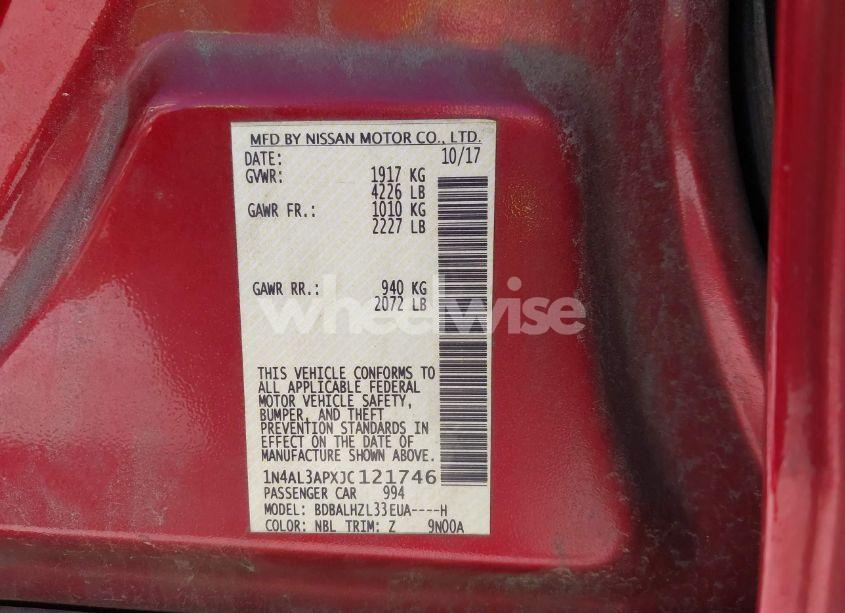 MFD BY NISSAN MOTOR CO., LTD.
DATE: 10/17
GVWR: 1917 KG
4226 LB
GAWR FR.: 1010 KG
2227 LB
GAWR RR.: 940 KG
2072 LB
wheelwise
THIS VEHICLE CONFORMS TO
ALL APPLICABLE FEDERAL
MOTOR VEHICLE SAFETY,
BUMPER, AND THEFT
PREVENTION STANDARDS IN
EFFECT ON THE DATE OF
MANUFACTURE SHOWN ABOVE.
1N4AL3APXJC121746
PASSENGER CAR 994
MODEL: BDBALHZL33EUA----H
COLOR: NBL TRIM: Z 9N00A